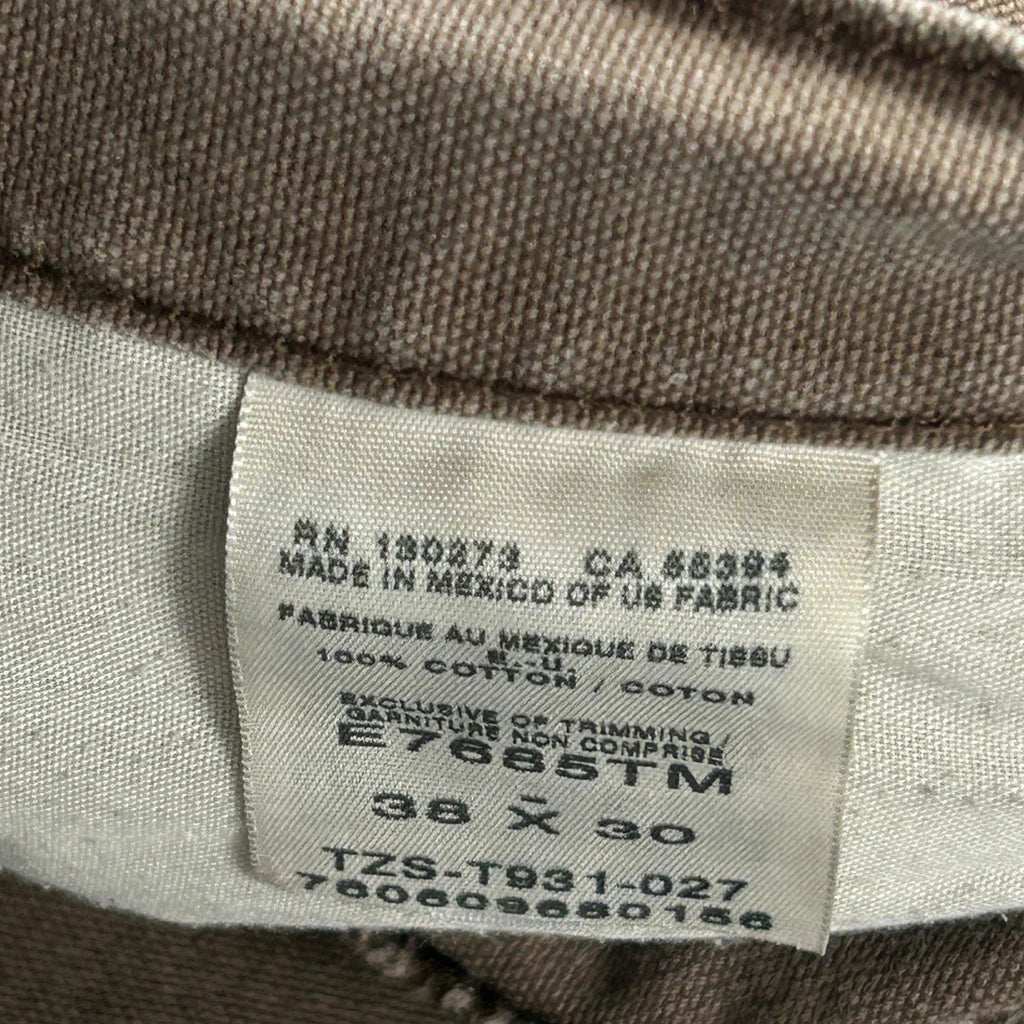 RN 130273 CA 55394
MADE IN MEXICO OF US FABRIC
FABRIQUE AU MEXIQUE DE TISSU
E.-U.
100% COTTON / COTON
EXCLUSIVE OF TRIMMING /
GARNITURE NON COMPRISE
E7685TM
38 X 30
TZS-T931-027
760609680156